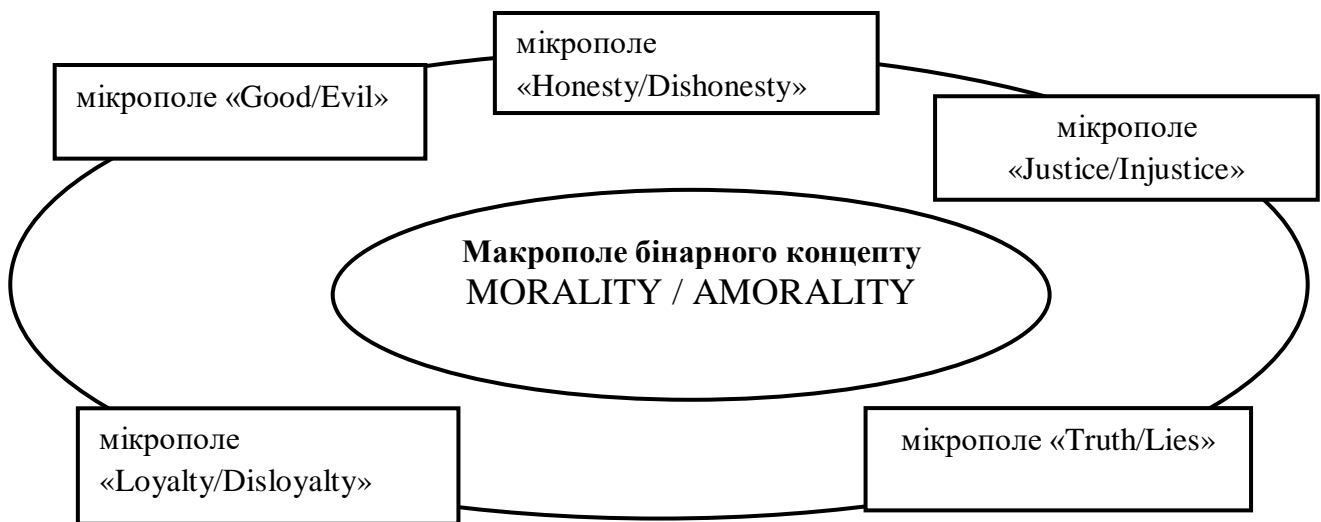 мікрополе
«Honesty/Dishonesty»
мікрополе «Good/Evil»
мікрополе
«Justice/Injustice»
Макрополе бінарного концепту
MORALITY / AMORALITY
мікрополе
«Loyalty/Disloyalty»
мікрополе «Truth/Lies»